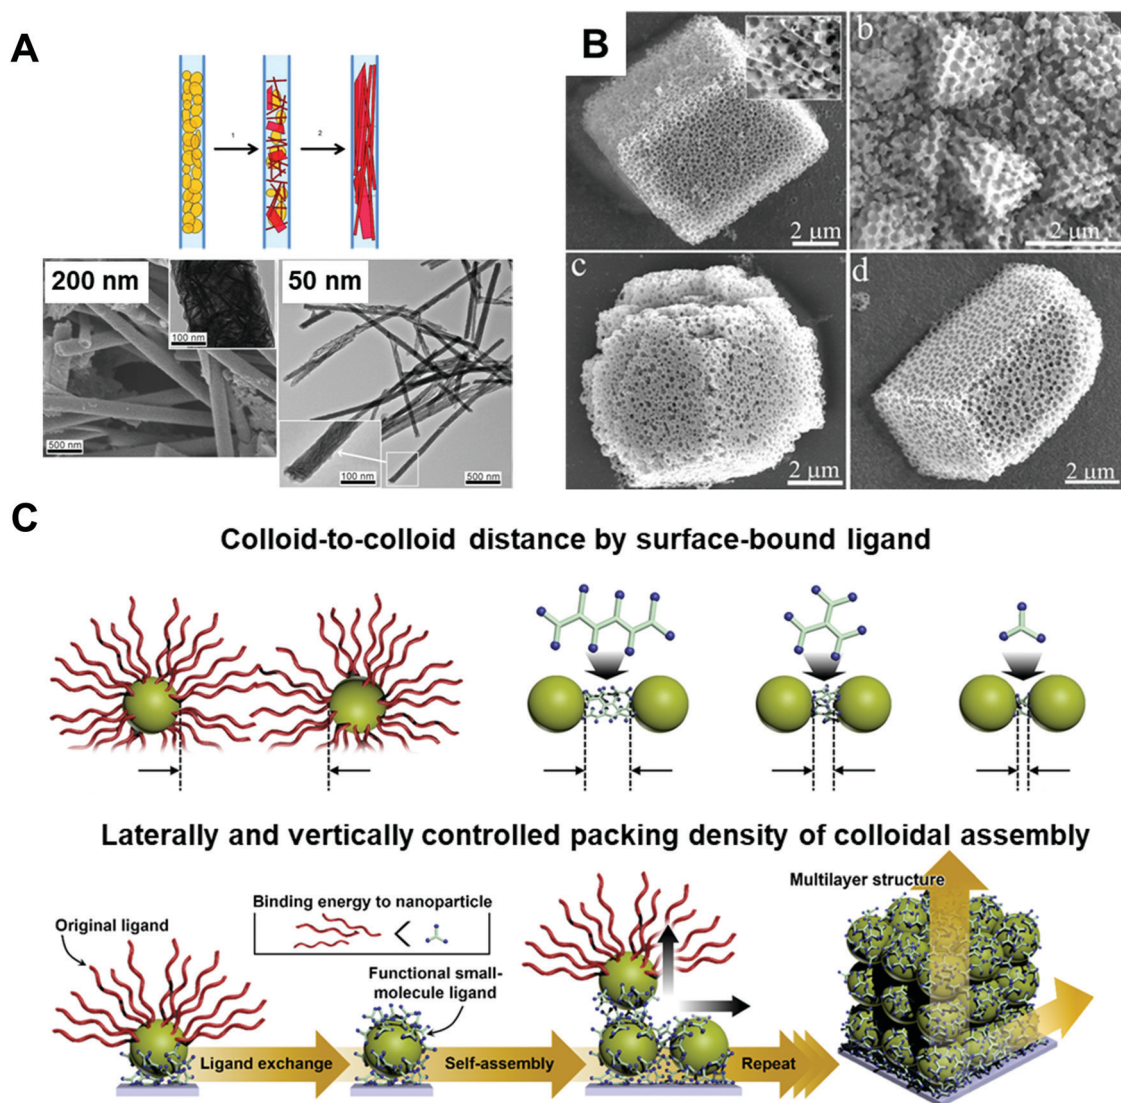 A
1
2
200 nm
100 nm
500 nm
50 nm
100 nm
500 nm
B
2 μm
b
2 μm
c
2 μm
d
2 μm
C
Colloid-to-colloid distance by surface-bound ligand
Laterally and vertically controlled packing density of colloidal assembly
Original ligand
Binding energy to nanoparticle
<
Functional small-
molecule ligand
Multilayer structure
Ligand exchange
Self-assembly
Repeat